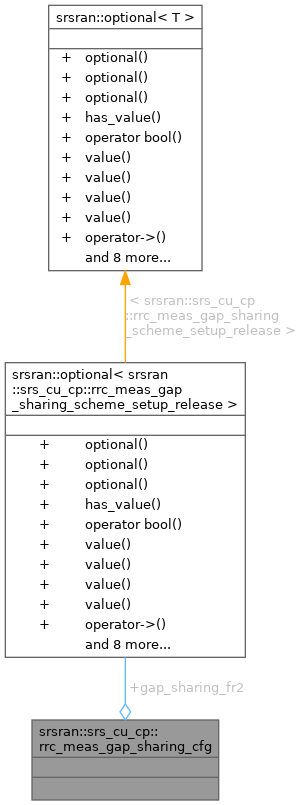 srsran::optional< T >
+ optional()
+ optional()
+ optional()
+ has_value()
+ operator bool()
+ value()
+ value()
+ value()
+ value()
+ operator->()
and 8 more...
< srsran::srs_cu_cp
::rrc_meas_gap_sharing
_scheme_setup_release >
srsran::optional< srsran
::srs_cu_cp::rrc_meas_gap
_sharing_scheme_setup_release >
+ optional()
+ optional()
+ optional()
+ has_value()
+ operator bool()
+ value()
+ value()
+ value()
+ value()
+ operator->()
and 8 more...
+gap_sharing_fr2
srsran::srs_cu_cp::
rrc_meas_gap_sharing_cfg